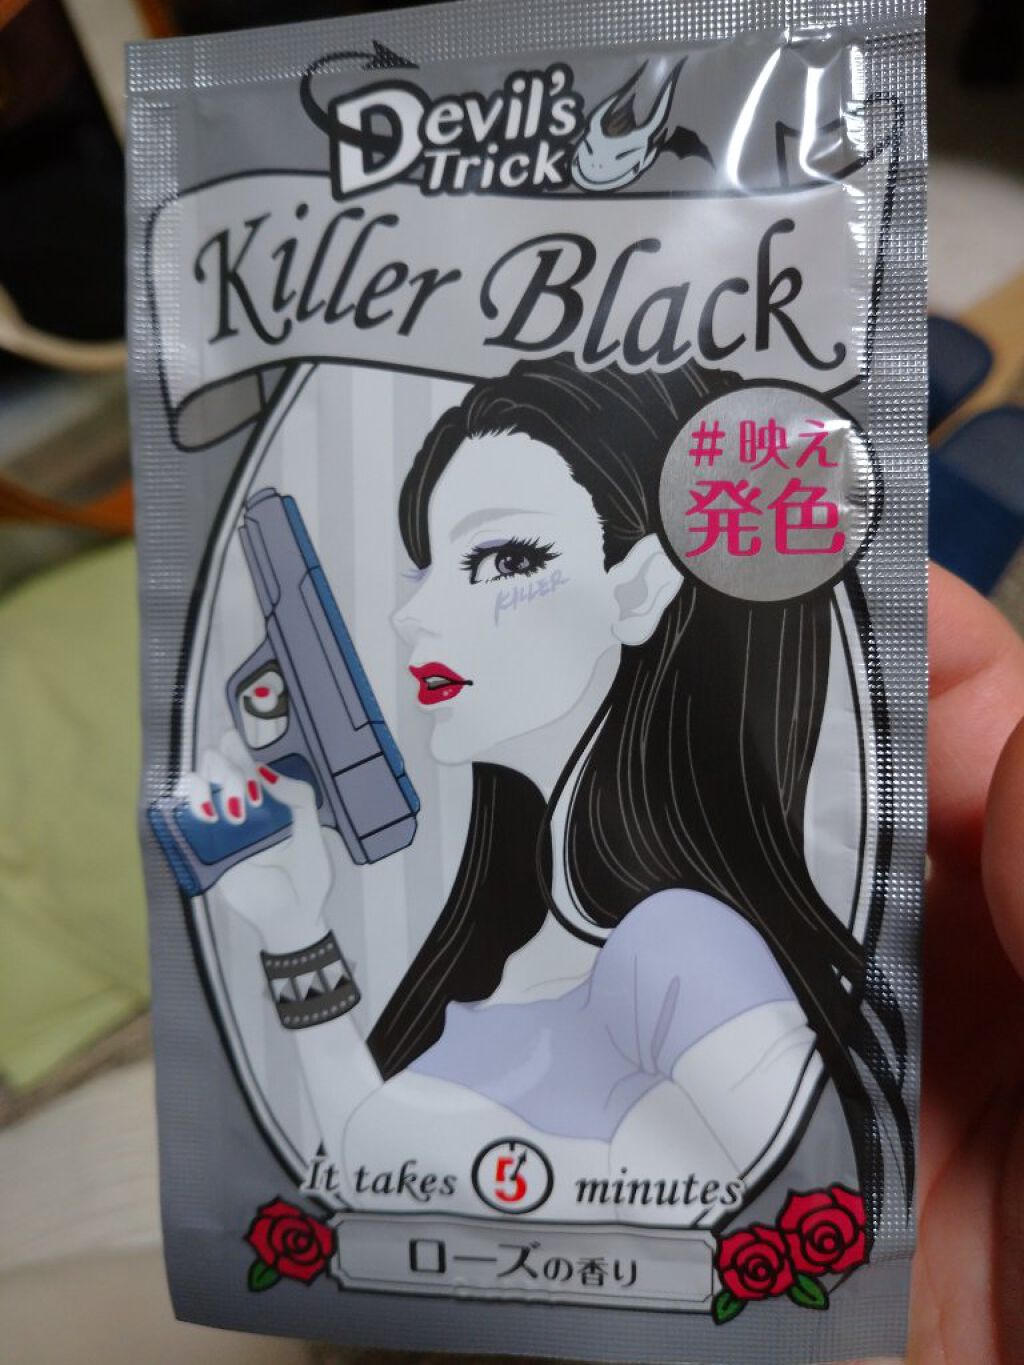 Devil's
Trick
Killer Black
#映え
発色
KILLER
It takes 5 minutes
ローズの香り